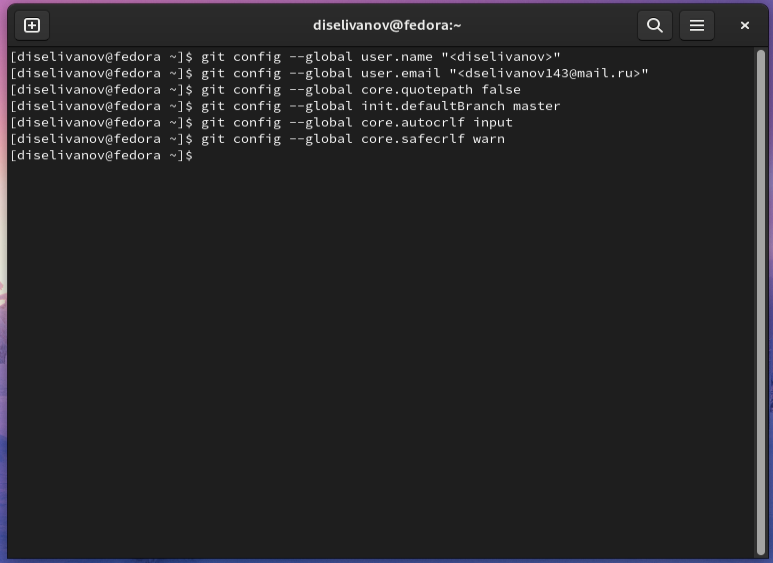 diselivanov@fedora:~
[diselivanov@fedora ~]$ git config --global user.name "<diselivanov>"
[diselivanov@fedora ~]$ git config --global user.email "<dselivanov143@mail.ru>"
[diselivanov@fedora ~]$ git config --global core.quotepath false
[diselivanov@fedora ~]$ git config --global init.defaultBranch master
[diselivanov@fedora ~]$ git config --global core.autocrlf input
[diselivanov@fedora ~]$ git config --global core.safecrlf warn
[diselivanov@fedora ~]$